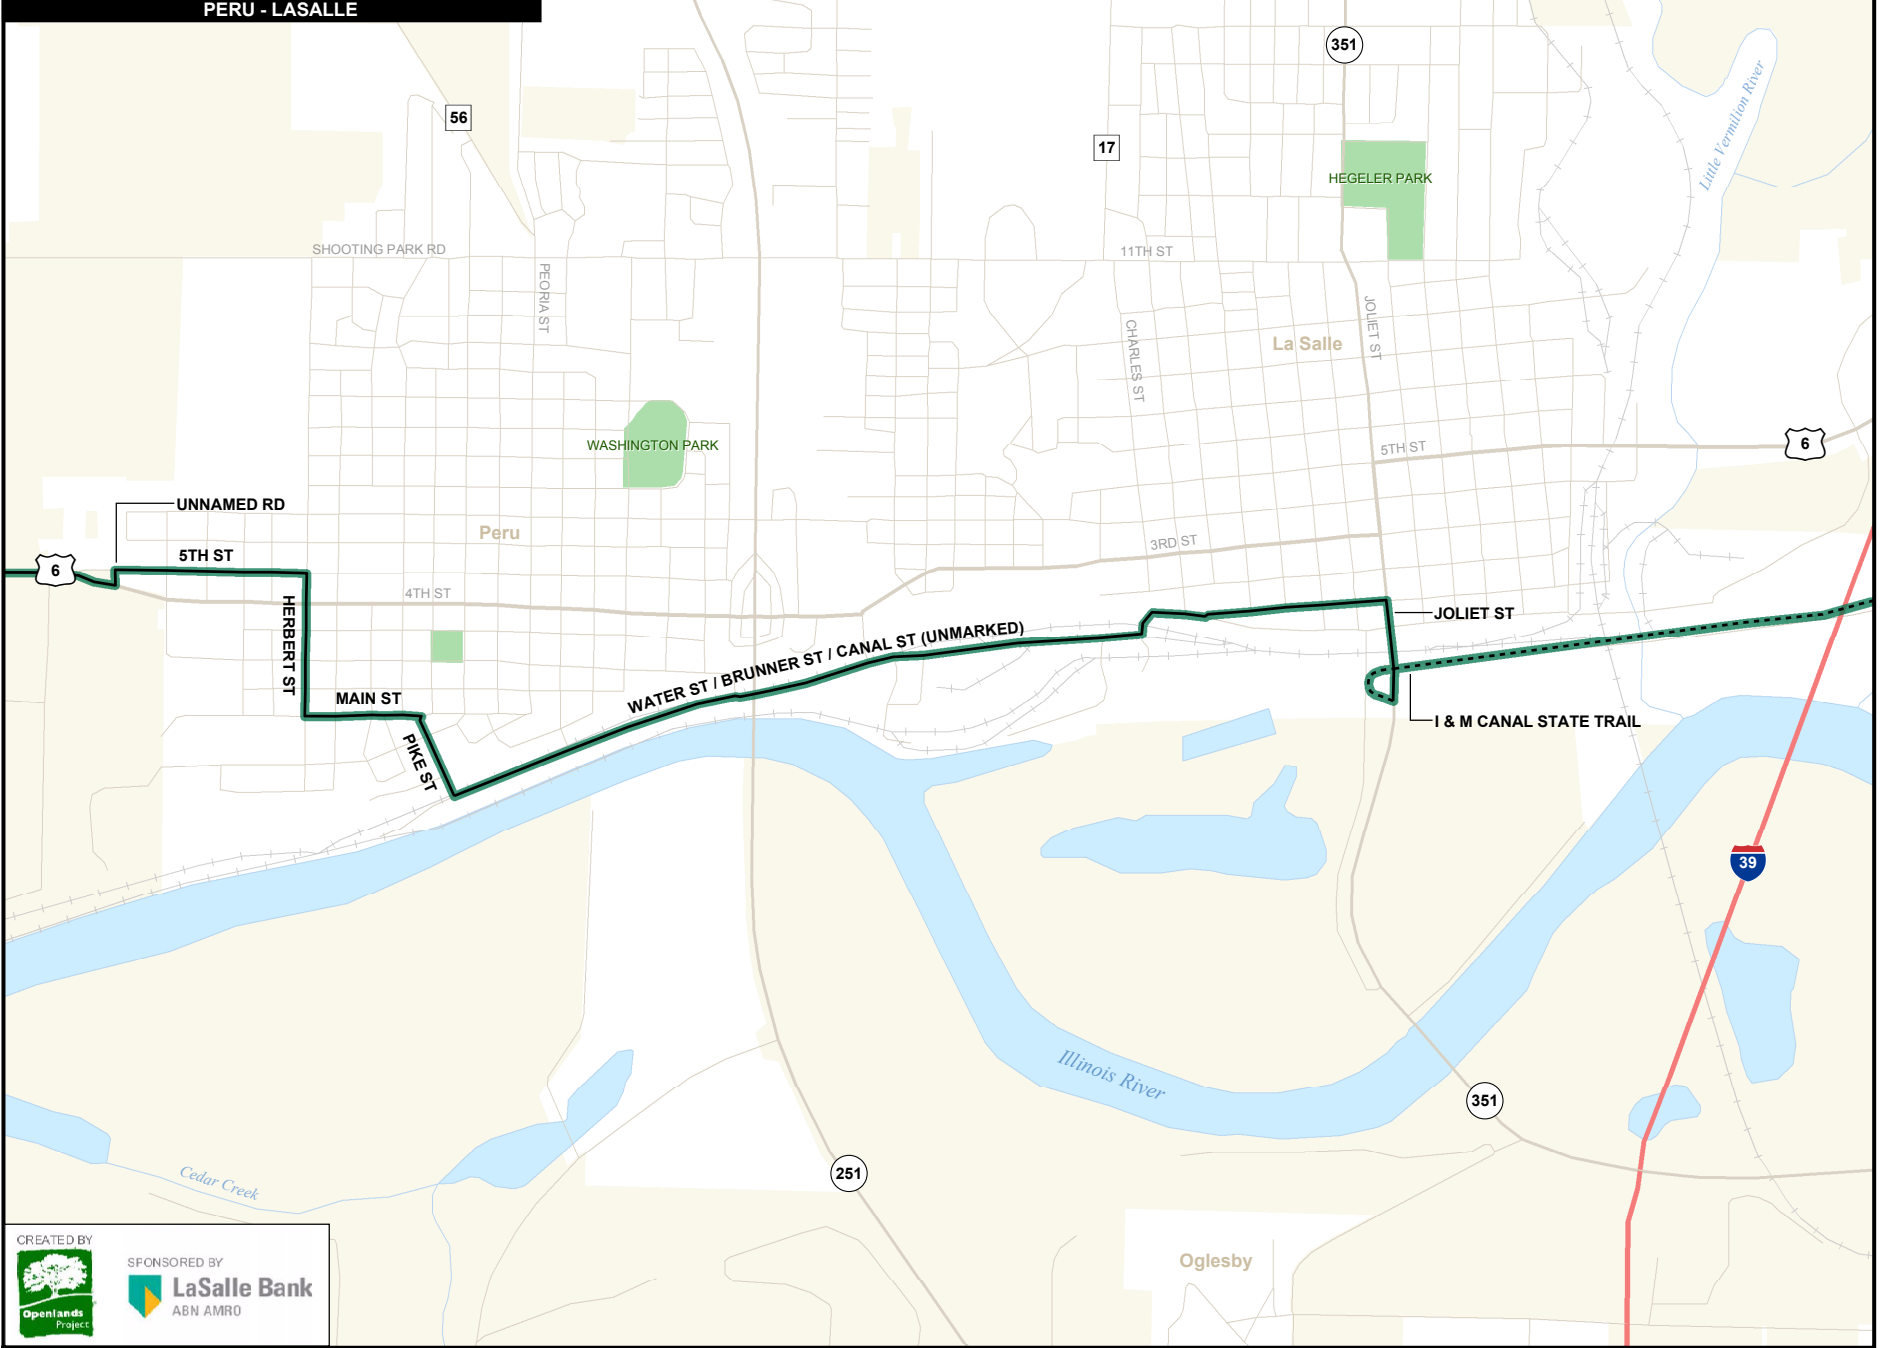 PERU - LASALLE
351
56
17
Little Vermilion River
HEGELER PARK
SHOOTING PARK RD
11TH ST
PEORIA ST
JOLIET ST
CHARLES ST
La Salle
WASHINGTON PARK
5TH ST
6
UNNAMED RD
Peru
3RD ST
5TH ST
6
4TH ST
HERBERT ST
JOLIET ST
WATER ST / BRUNNER ST / CANAL ST (UNMARKED)
MAIN ST
I & M CANAL STATE TRAIL
PIKE ST
39
Illinois River
351
251
Cedar Creek
Oglesby
CREATED BY
Openlands
Project
SPONSORED BY
LaSalle Bank
ABN AMRO